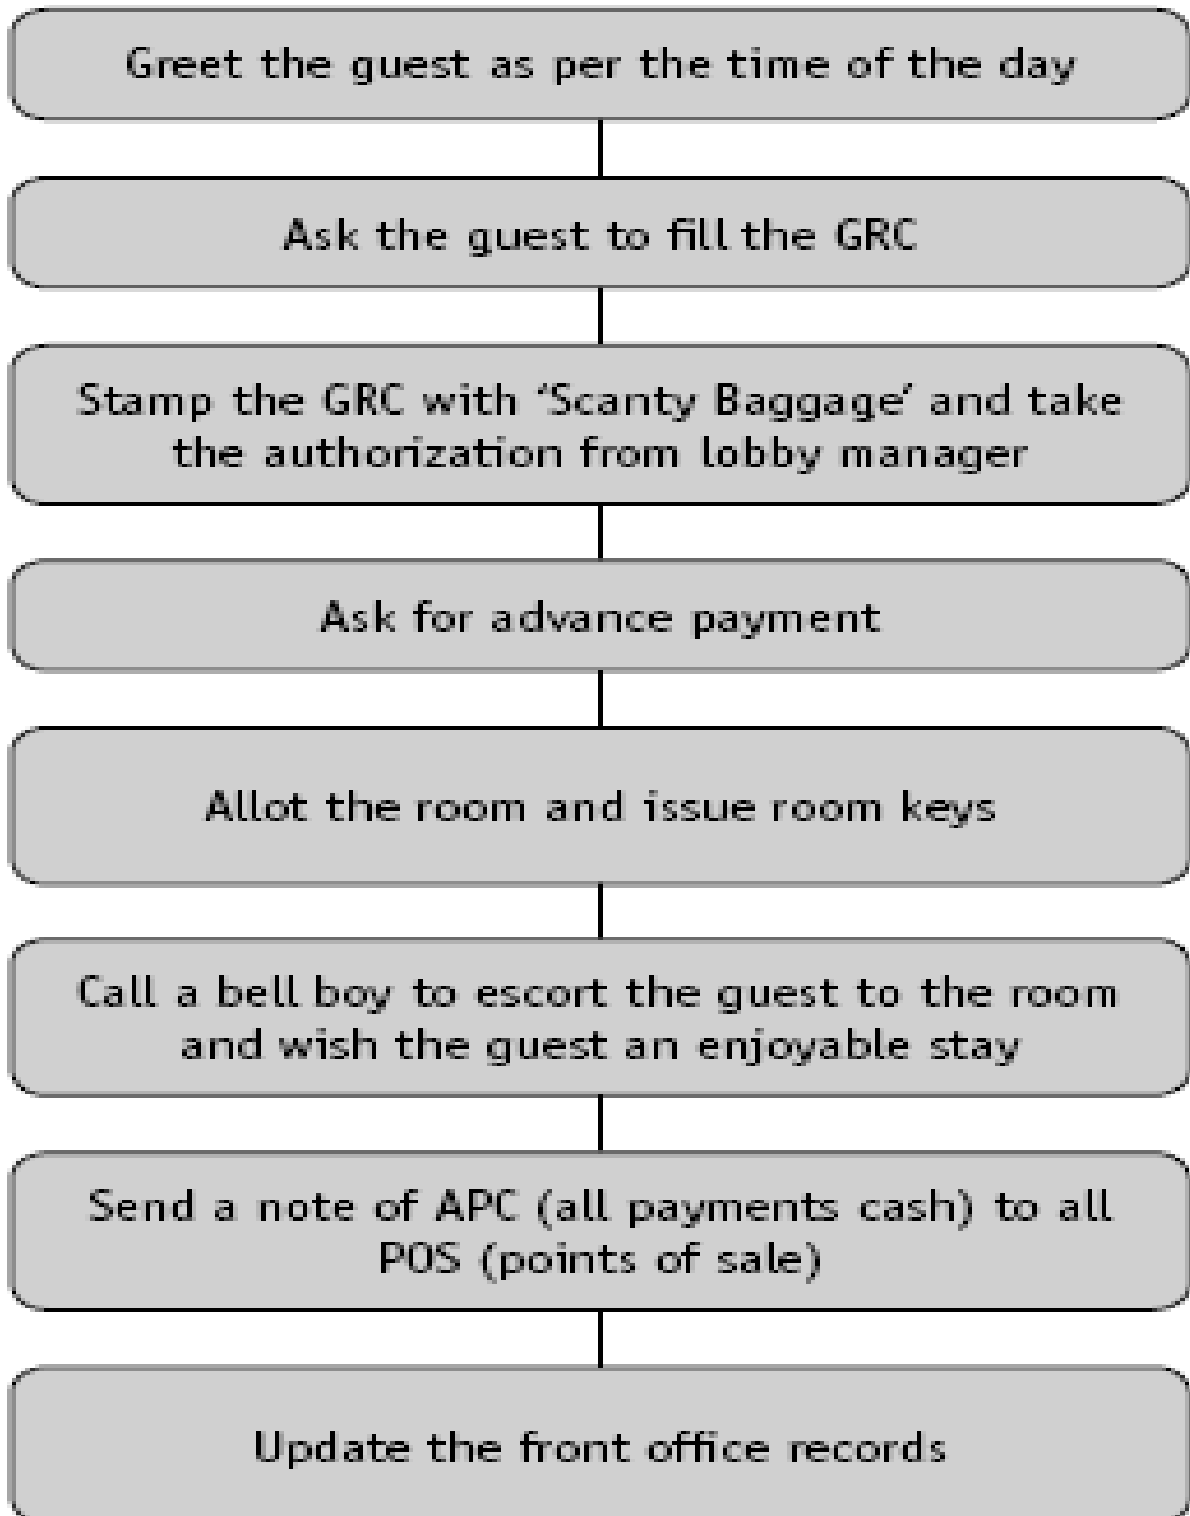 Greet the guest as per the time of the day
Ask the guest to fill the GRC
Stamp the GRC with ‘Scanty Baggage’ and take
the authorization from lobby manager
Ask for advance payment
Allot the room and issue room keys
Call a bell boy to escort the guest to the room
and wish the guest an enjoyable stay
Send a note of APC (all payments cash) to all
POS (points of sale)
Update the front office records